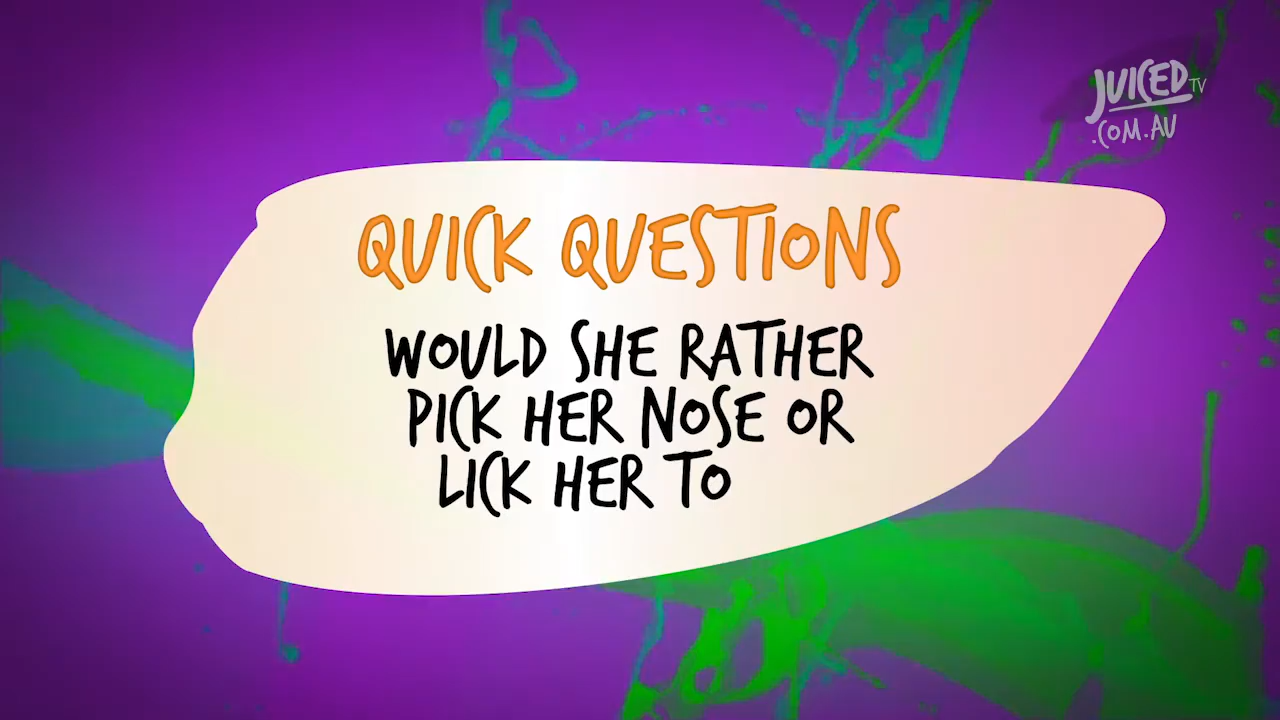 JUICED TV
.COM.AU
QUICK QUESTIONS
WOULD SHE RATHER
PICK HER NOSE OR
LICK HER TO